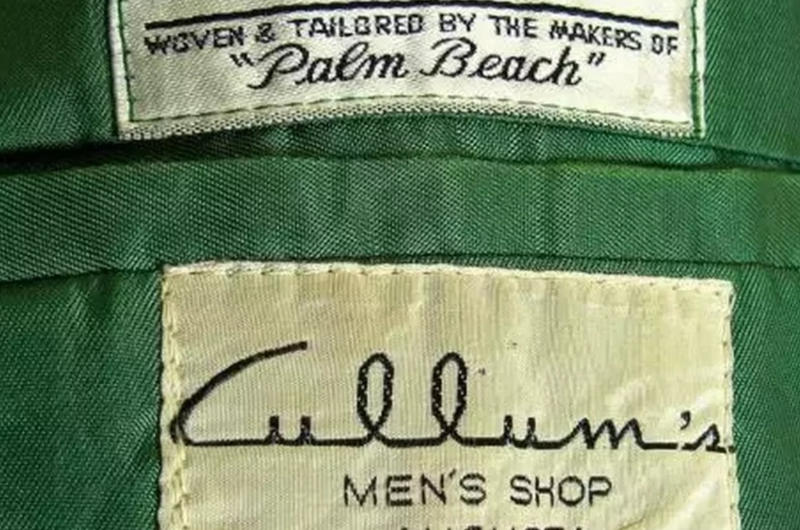 WOVEN & TAILORED BY THE MAKERS OF
"Palm Beach"
Cullum's
MEN'S SHOP